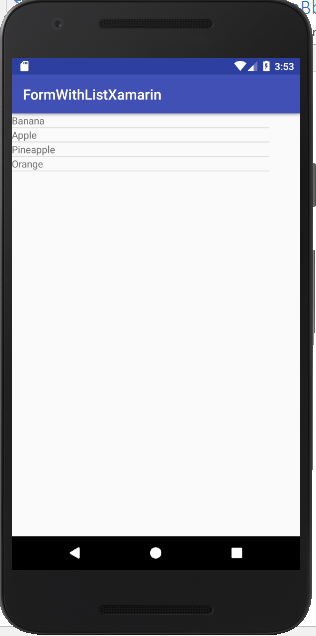 3:53
FormWithListXamarin
Banana
Apple
Pineapple
Orange